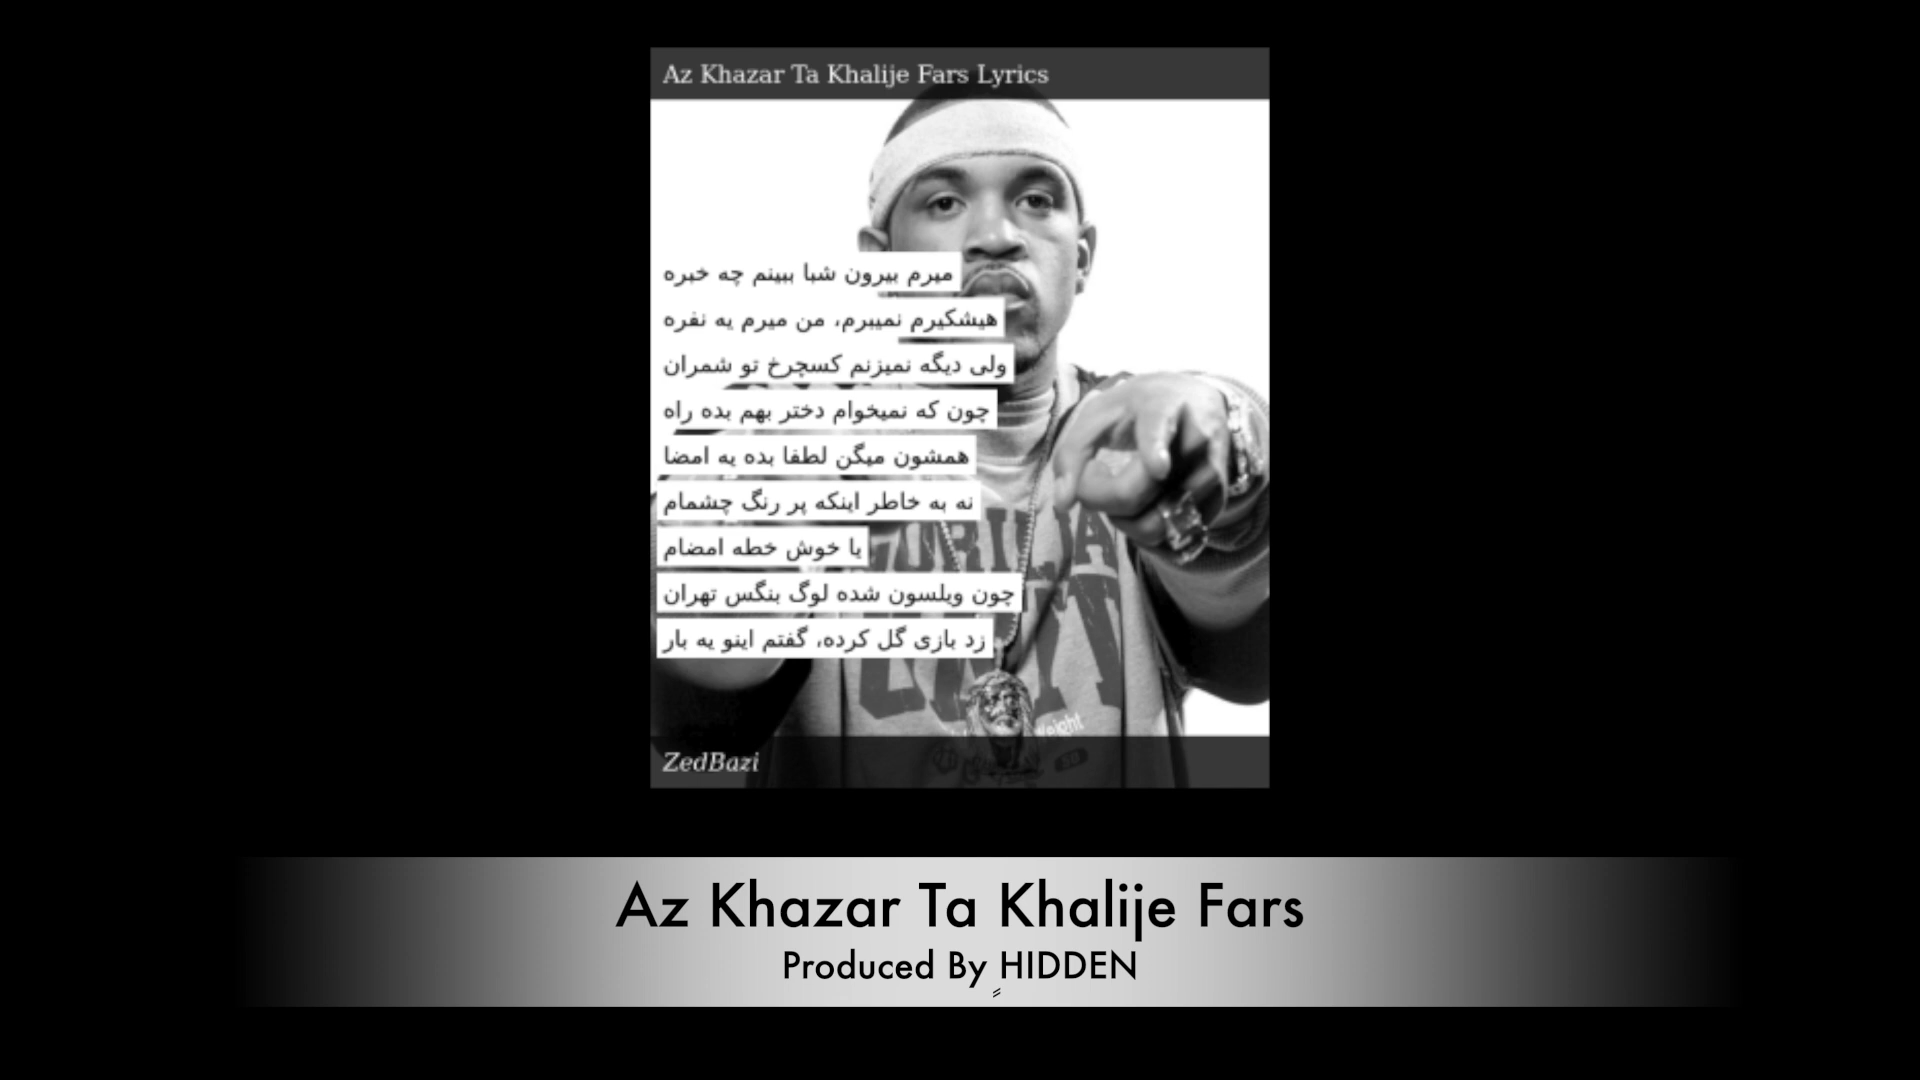 Az Khazar Ta Khalije Fars Lyrics
میرم بیرون شبا ببینم چه خبره
هیشکیرم نمیبرم، من میرم یه نفره
ولی دیگه نمیزنم کسچرخ تو شمران
چون که نمیخوام دختر بهم بده راه
همشون میگن لطفا بده یه امضا
نه به خاطر اینکه پر رنگ چشمام
یا خوش خطه امضام
چون ویلسون شده لوگ بنگس تهران
زد بازی گل کرده، گفتم اینو یه بار
Weight
50
ZedBazi
Az Khazar Ta Khalije Fars
Produced By HIDDEN